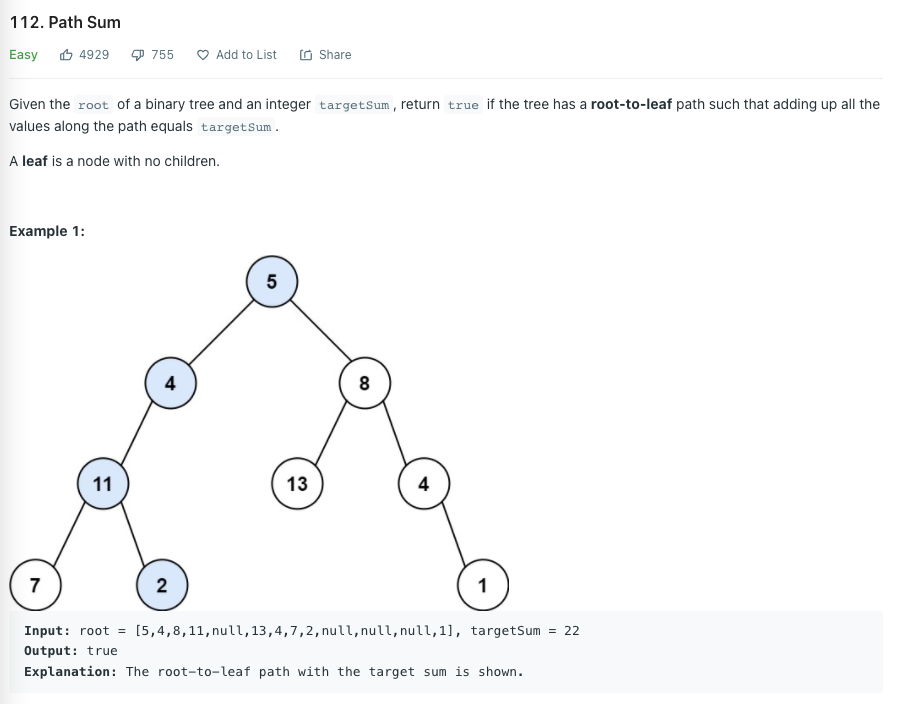 112. Path Sum
Easy 4929 755 Add to List Share
Given the root of a binary tree and an integer targetSum, return true if the tree has a root-to-leaf path such that adding up all the
values along the path equals targetSum.
A leaf is a node with no children.
Example 1:
5
4 8
11 13 4
7 2 1
Input: root = [5,4,8,11,null,13,4,7,2,null,null,null,1], targetSum = 22
Output: true
Explanation: The root-to-leaf path with the target sum is shown.